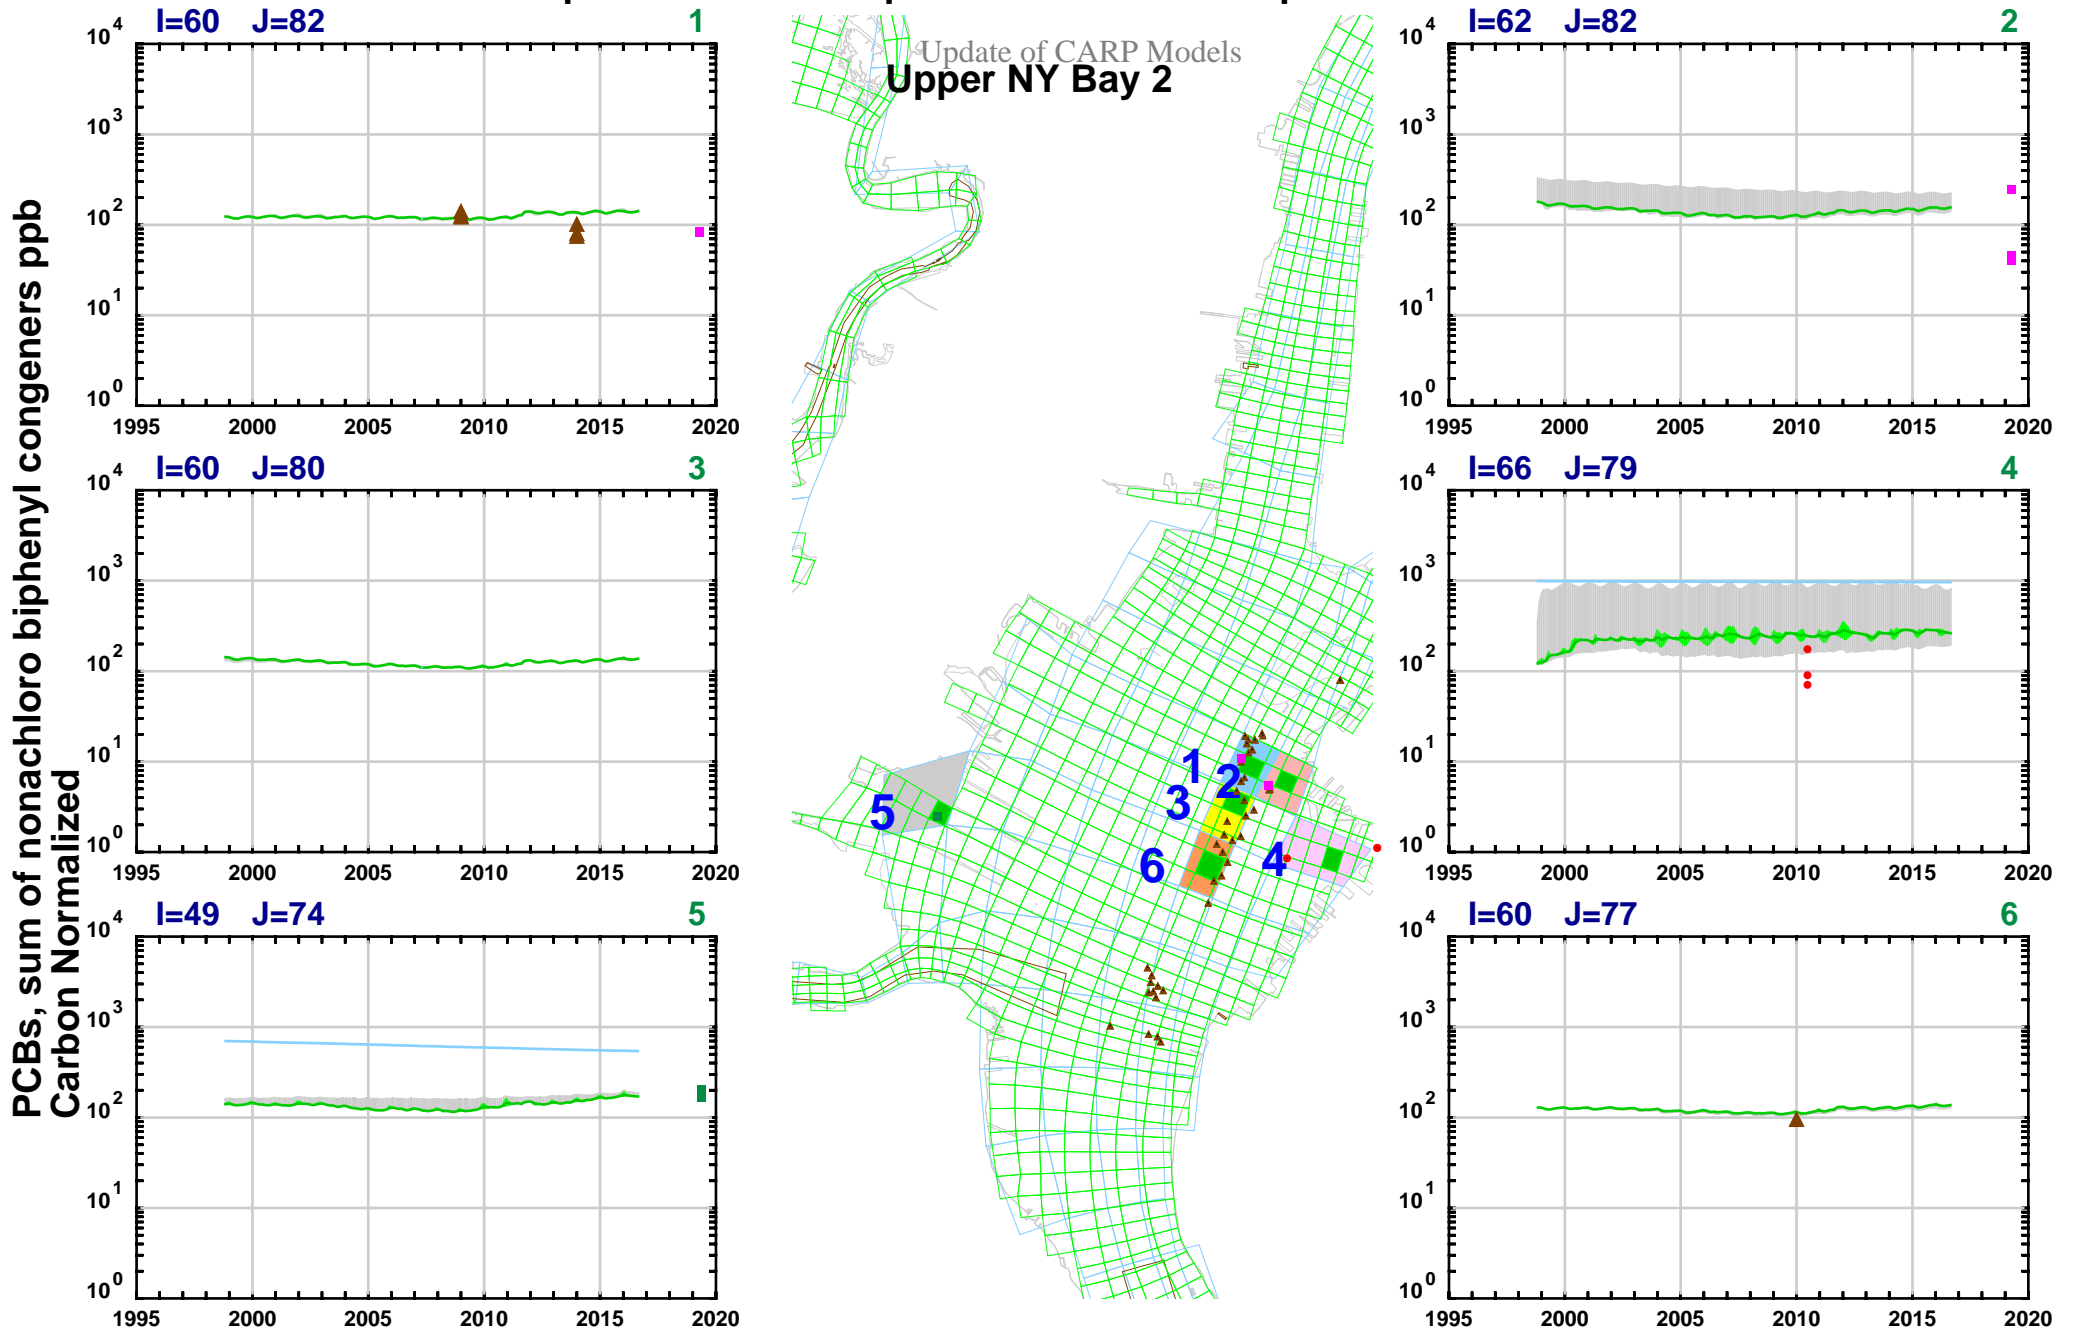 I=60 J=82 1
10^4
10^3
10^2
10^1
10^0
1995 2000 2005 2010 2015 2020
Update of CARP Models
Upper NY Bay 2
I=62 J=82 2
10^4
10^3
10^2
10^1
10^0
1995 2000 2005 2010 2015 2020
PCBs, sum of nonachloro biphenyl congeners ppb
Carbon Normalized
I=60 J=80 3
10^4
10^3
10^2
10^1
10^0
1995 2000 2005 2010 2015 2020
I=66 J=79 4
10^4
10^3
10^2
10^1
10^0
1995 2000 2005 2010 2015 2020
1
2
3
5
6
4
I=49 J=74 5
10^4
10^3
10^2
10^1
10^0
1995 2000 2005 2010 2015 2020
I=60 J=77 6
10^4
10^3
10^2
10^1
10^0
1995 2000 2005 2010 2015 2020